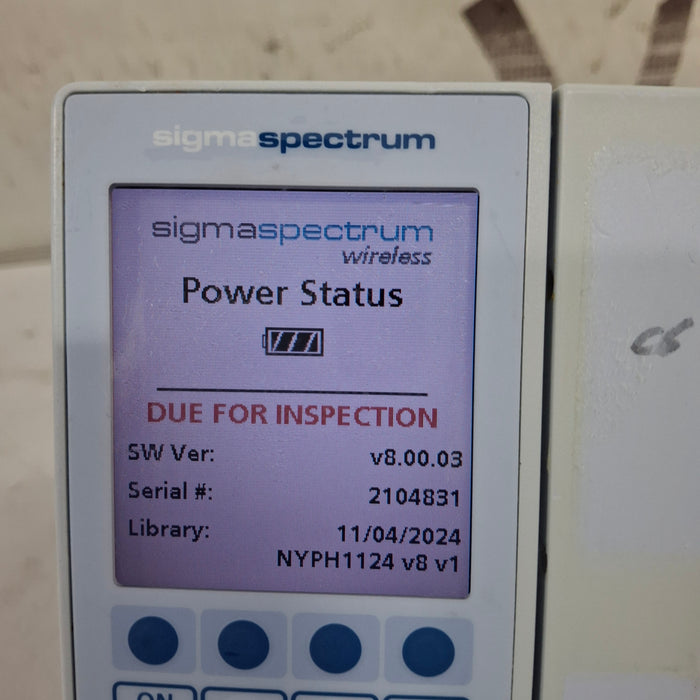 sigmaspectrum
sigmaspectrum
wireless
Power Status
DUE FOR INSPECTION
SW Ver: v8.00.03
Serial #: 2104831
Library: 11/04/2024
NYPH1124 v8 v1
ON